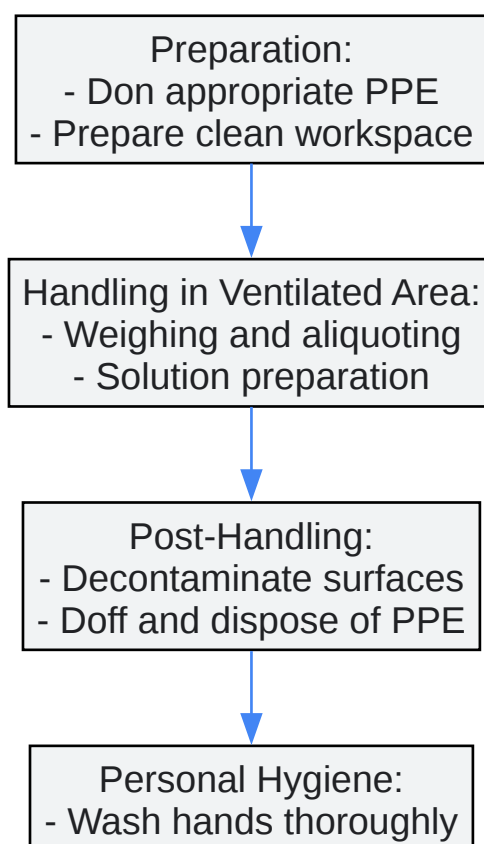 Preparation:
- Don appropriate PPE
- Prepare clean workspace
Handling in Ventilated Area:
- Weighing and aliquoting
- Solution preparation
Post-Handling:
- Decontaminate surfaces
- Doff and dispose of PPE
Personal Hygiene:
- Wash hands thoroughly